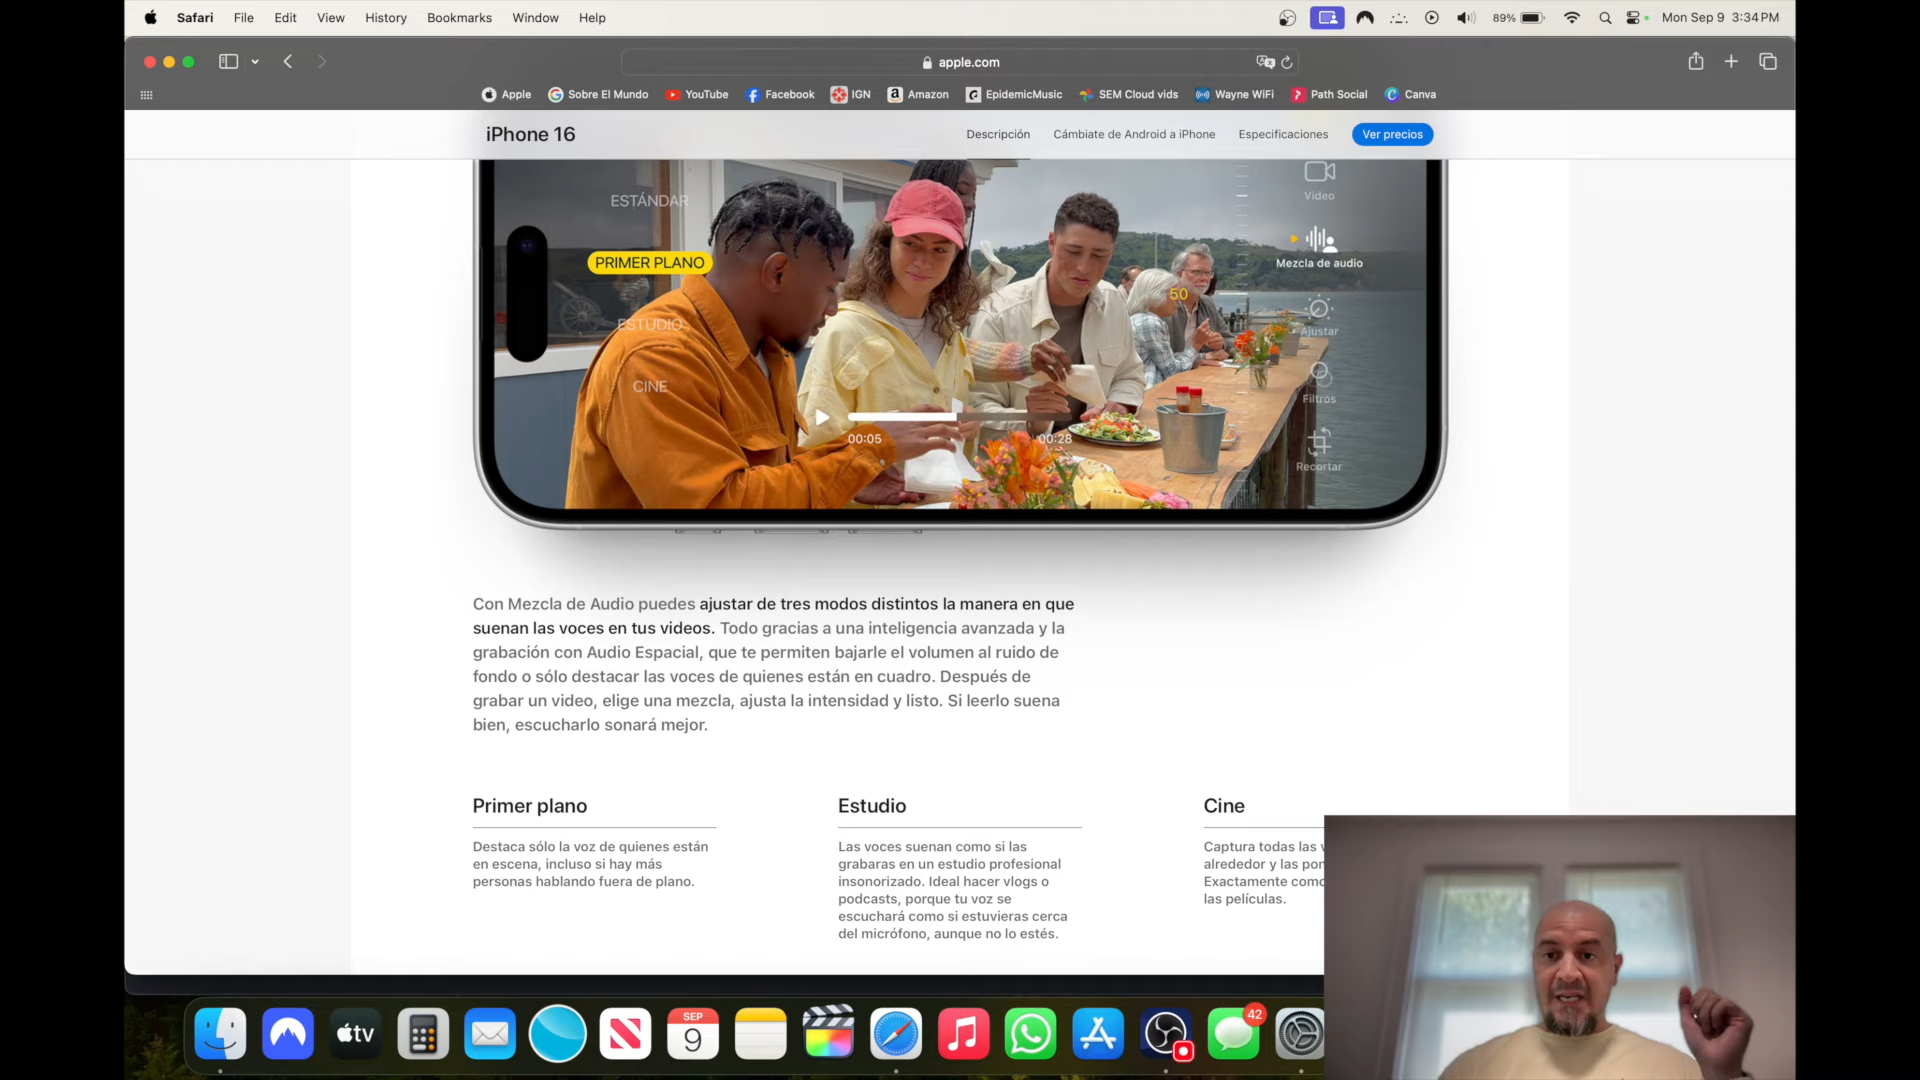 Safari File Edit View History Bookmarks Window Help
89%
Mon Sep 9 3:34 PM
apple.com
Apple
Sobre El Mundo
YouTube
Facebook
IGN
Amazon
EpidemicMusic
SEM Cloud vids
Wayne WiFi
Path Social
Canva
iPhone 16
Descripción
Cámbiate de Android a iPhone
Especificaciones
Ver precios
ESTÁNDAR
PRIMER PLANO
ESTUDIO
CINE
00:05
00:28
50
Video
Mezcla de audio
Ajustar
Filtros
Recortar
Con Mezcla de Audio puedes ajustar de tres modos distintos la manera en que
suenan las voces en tus videos. Todo gracias a una inteligencia avanzada y la
grabación con Audio Espacial, que te permiten bajarle el volumen al ruido de
fondo o sólo destacar las voces de quienes están en cuadro. Después de
grabar un video, elige una mezcla, ajusta la intensidad y listo. Si leerlo suena
bien, escucharlo sonará mejor.
Primer plano
Destaca sólo la voz de quienes están
en escena, incluso si hay más
personas hablando fuera de plano.
Estudio
Las voces suenan como si las
grabaras en un estudio profesional
insonorizado. Ideal hacer vlogs o
podcasts, porque tu voz se
escuchará como si estuvieras cerca
del micrófono, aunque no lo estés.
Cine
Captura todas las
alrededor y las
Exactamente como
las películas.
tv
SEP
9
42